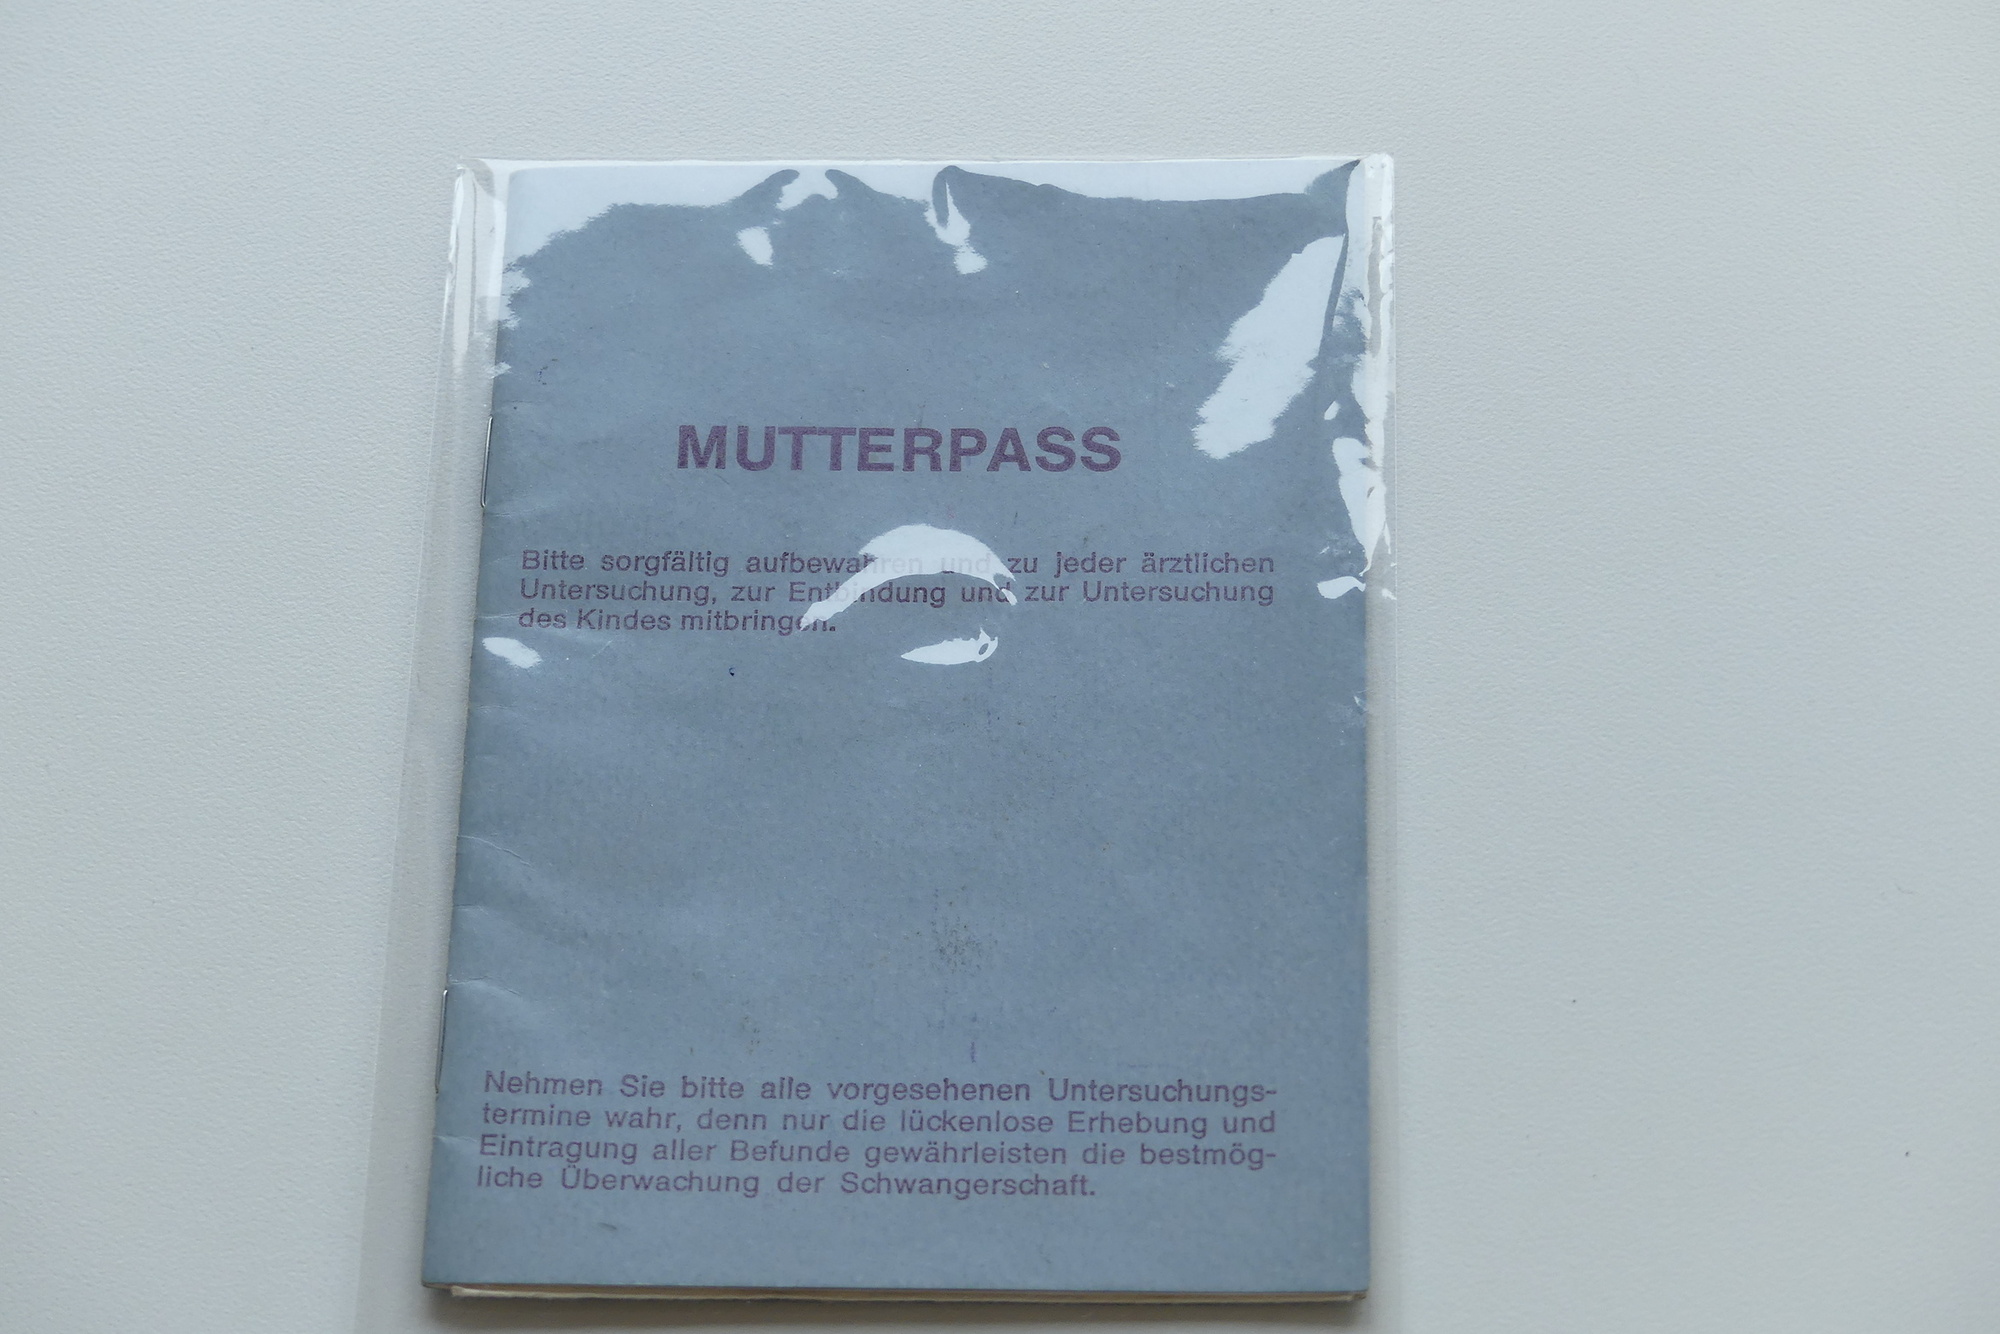 MUTTERPASS
Bitte sorgfältig aufbewahren und zu jeder ärztlichen
Untersuchung, zur Entbindung und zur Untersuchung
des Kindes mitbringen.
Nehmen Sie bitte alle vorgesehenen Untersuchungs-
termine wahr, denn nur die lückenlose Erhebung und
Eintragung aller Befunde gewährleisten die bestmög-
liche Überwachung der Schwangerschaft.